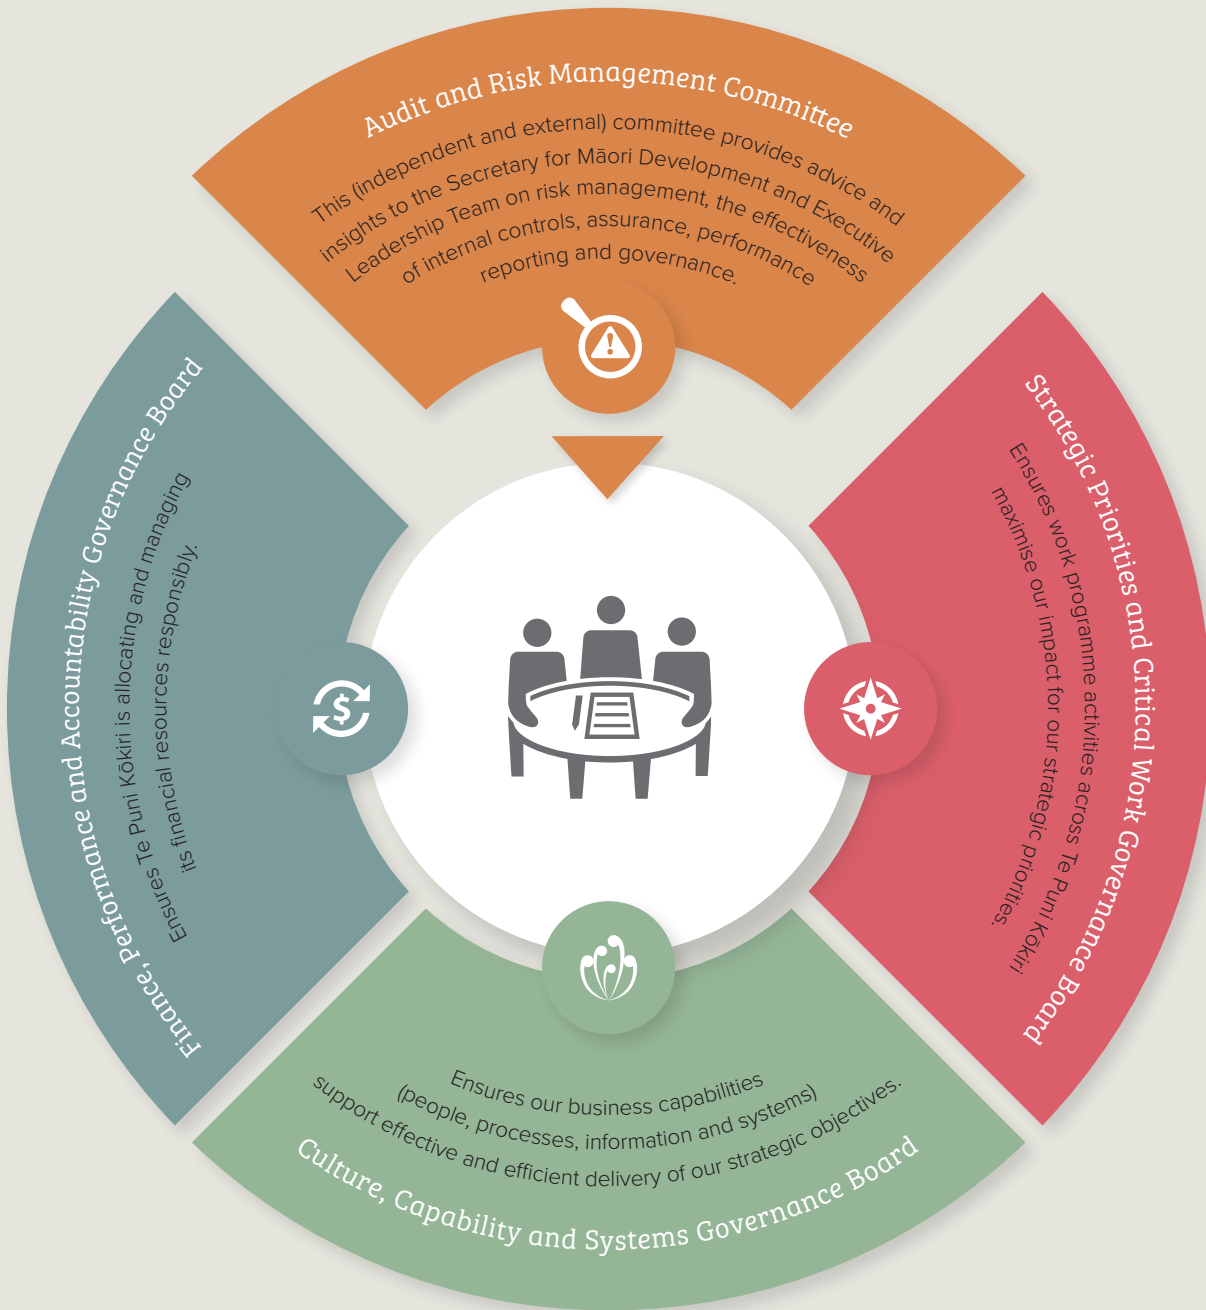 Audit and Risk Management Committee
This (independent and external) committee provides advice and
insights to the Secretary for Māori Development and Executive
Leadership Team on risk management, the effectiveness
of internal controls, assurance, performance
reporting and governance.
Strategic Priorities and Critical Work Governance Board
Ensures work programme activities across Te Puni Kōkiri
maximise our impact for our strategic priorities.
Ensures our business capabilities
(people, processes, information and systems)
support effective and efficient delivery of our strategic objectives.
Culture, Capability and Systems Governance Board
Finance, Performance and Accountability Governance Board
Ensures Te Puni Kōkiri is allocating and managing
its financial resources responsibly.
$